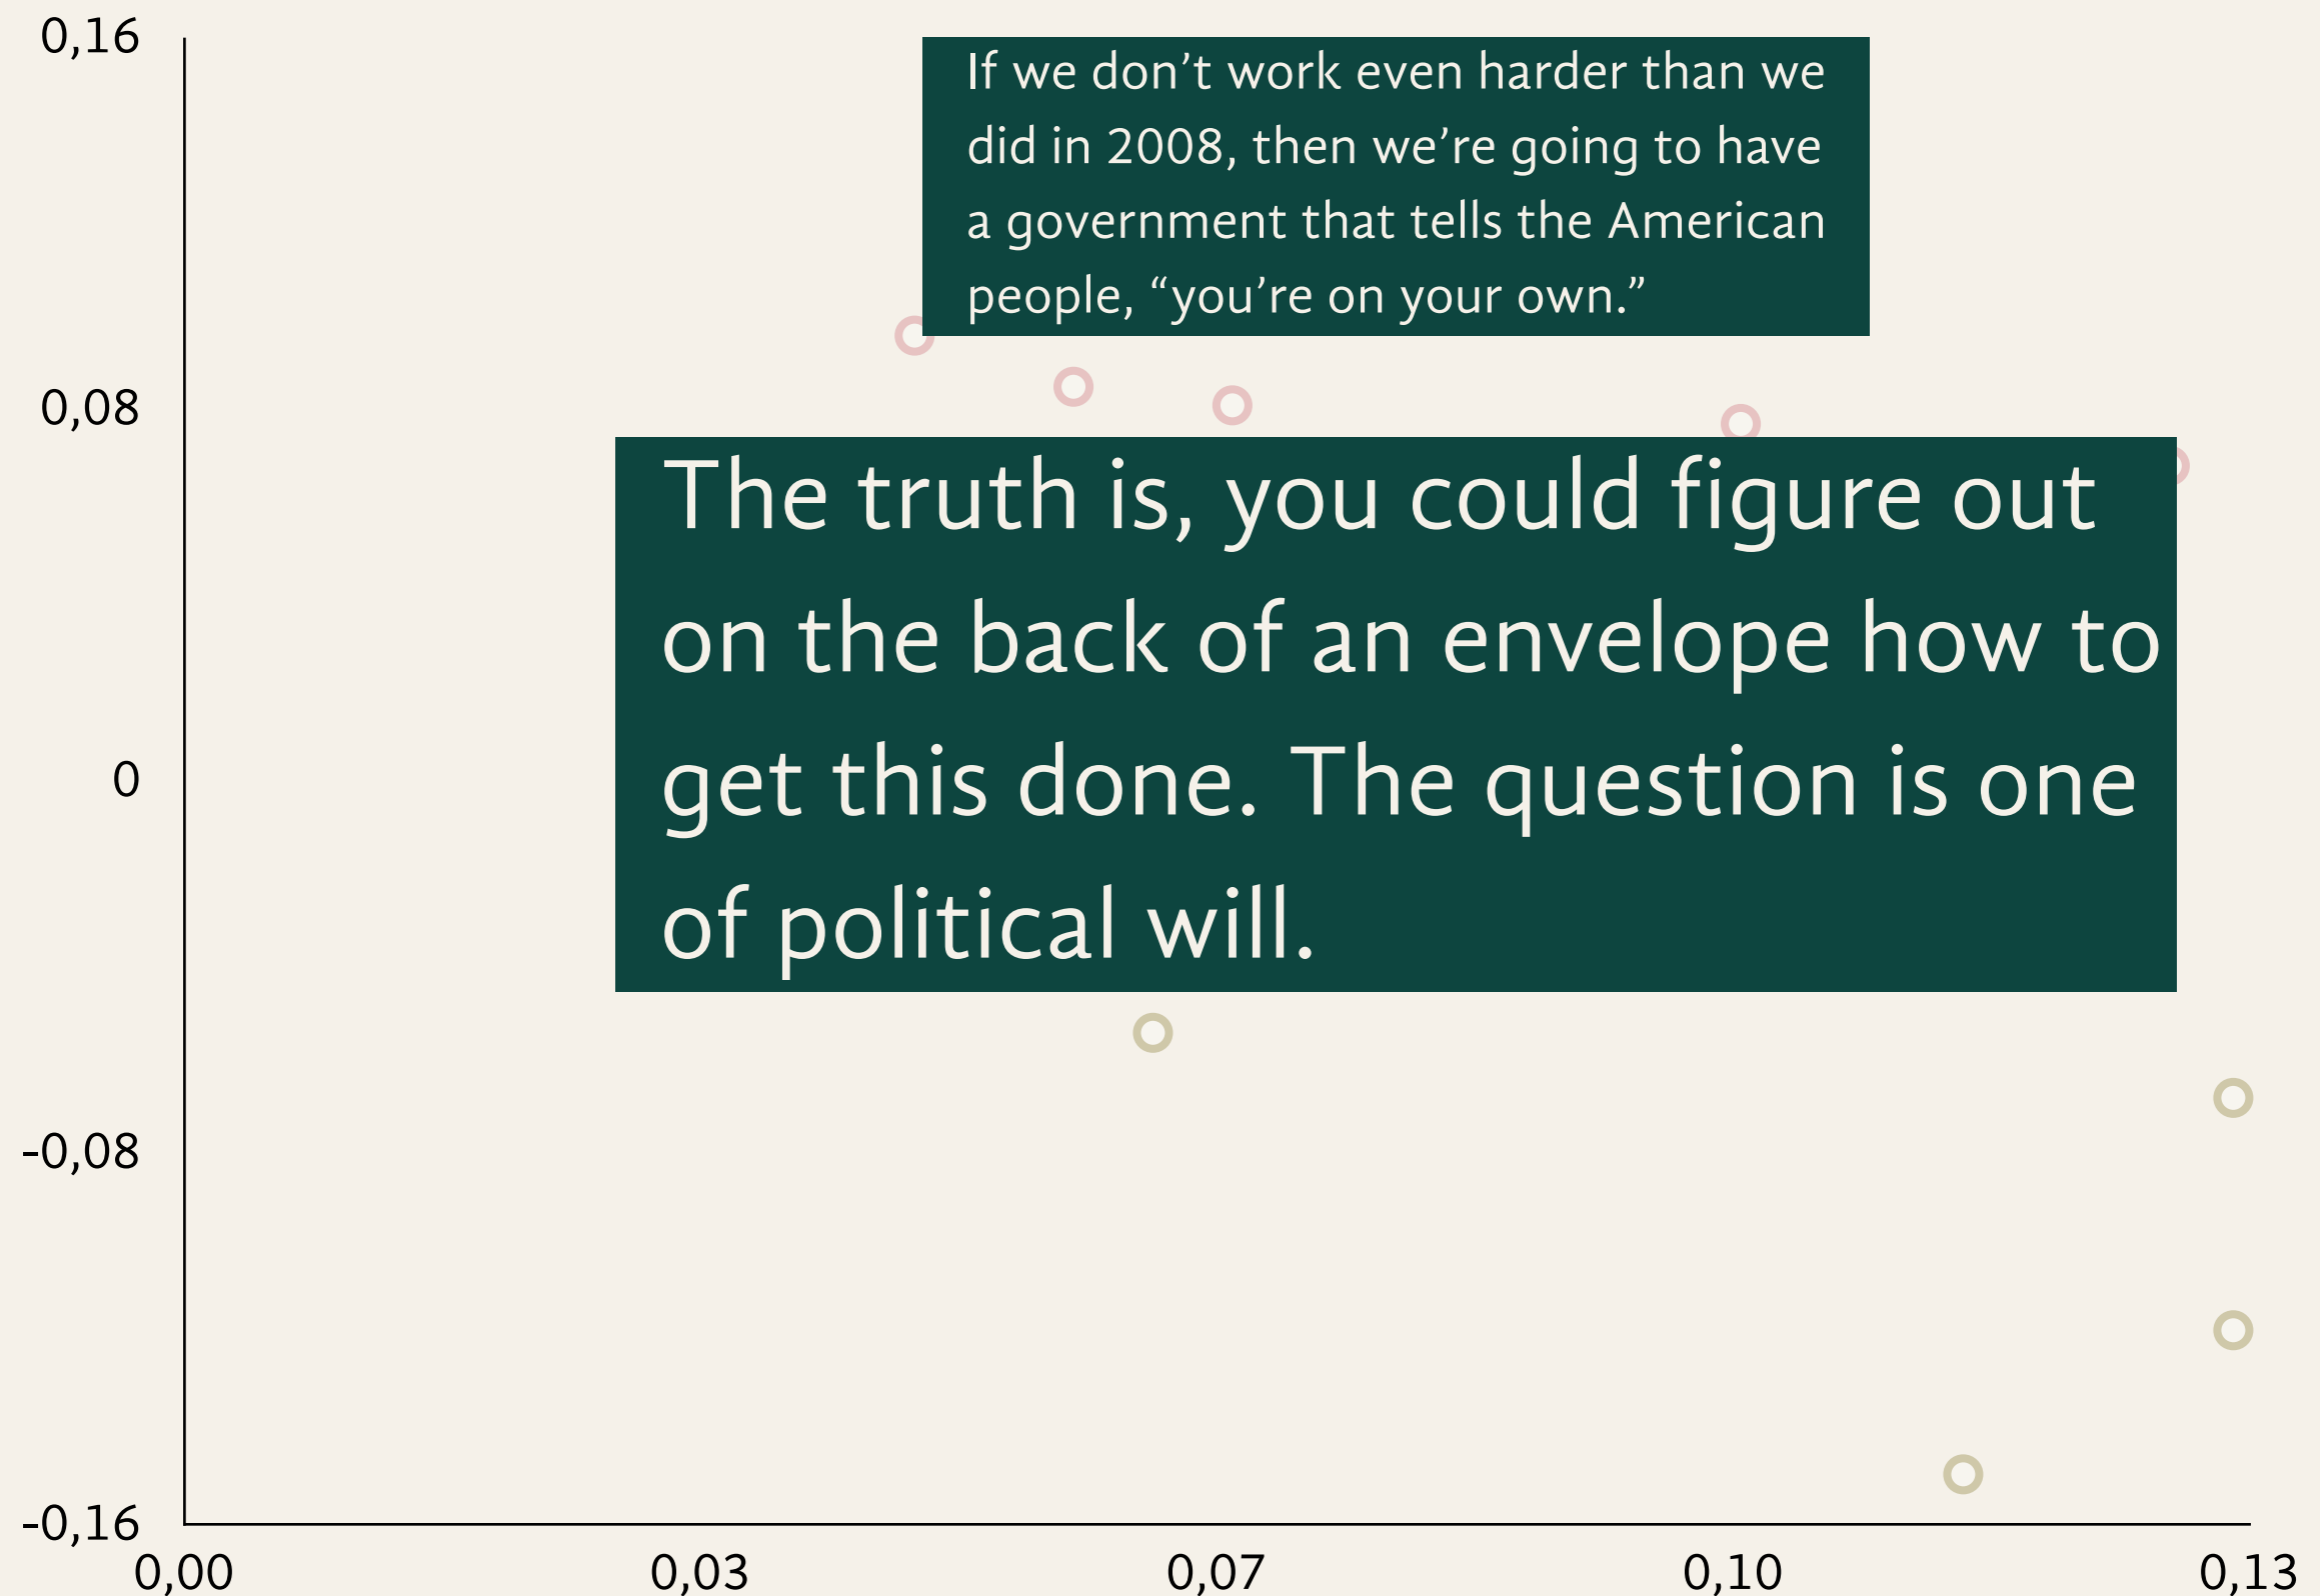 0,16
If we don’t work even harder than we
did in 2008, then we’re going to have
a government that tells the American
people, “you’re on your own.”
0,08
The truth is, you could figure out
on the back of an envelope how to
get this done. The question is one
of political will.
0
-0,08
-0,16
0,00 0,03 0,07 0,10 0,13